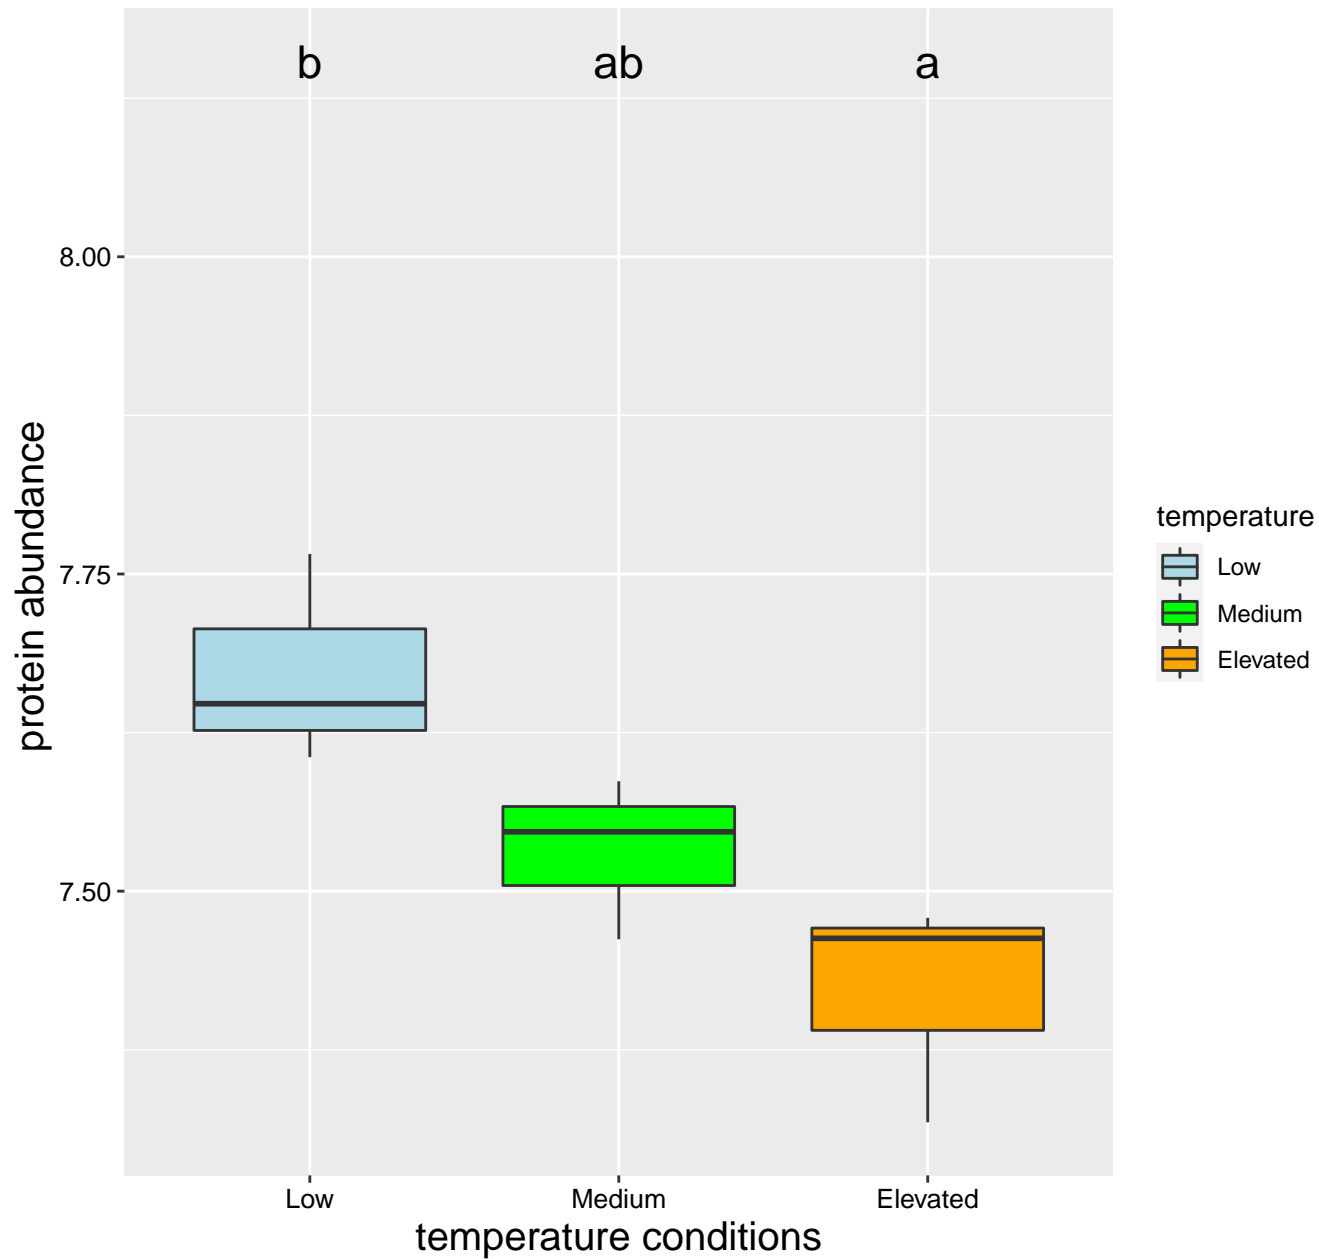 b ab a
8.00
7.75
7.50
protein abundance
Low Medium Elevated
temperature conditions
temperature
Low
Medium
Elevated